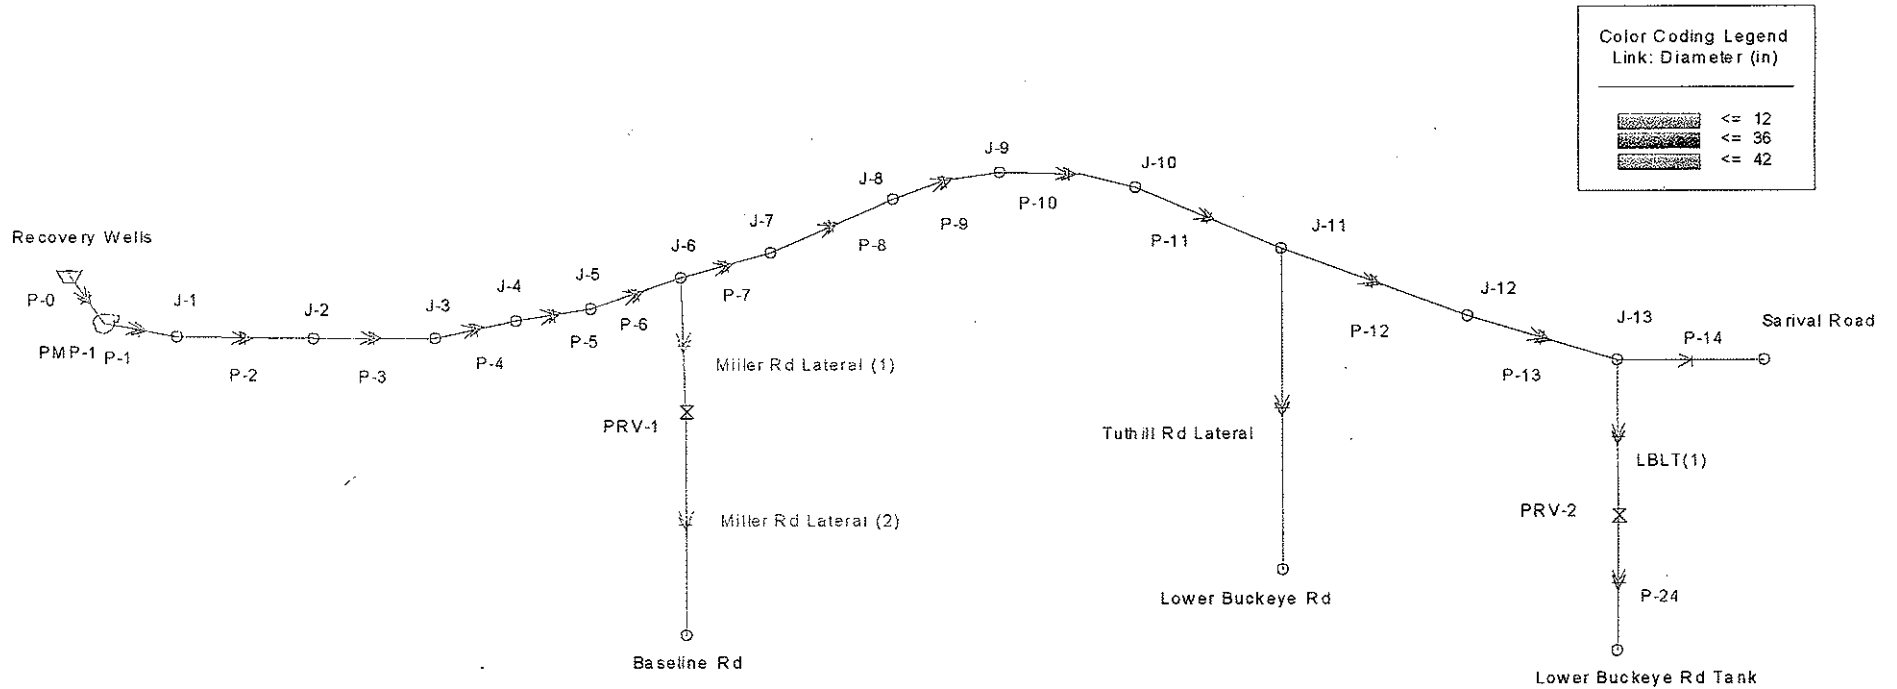 Color Coding Legend
Link: Diameter (in)
<= 12
<= 36
<= 42
Recovery Wells
P-0
PMP-1
P-1
J-1
P-2
J-2
P-3
J-3
P-4
J-4
P-5
J-5
P-6
J-6
P-7
J-7
P-8
J-8
P-9
J-9
P-10
J-10
P-11
J-11
P-12
J-12
P-13
J-13
P-14
Sarival Road
Miller Rd Lateral (1)
PRV-1
Miller Rd Lateral (2)
Baseline Rd
Tuthill Rd Lateral
Lower Buckeye Rd
LBLT(1)
PRV-2
P-24
Lower Buckeye Rd Tank